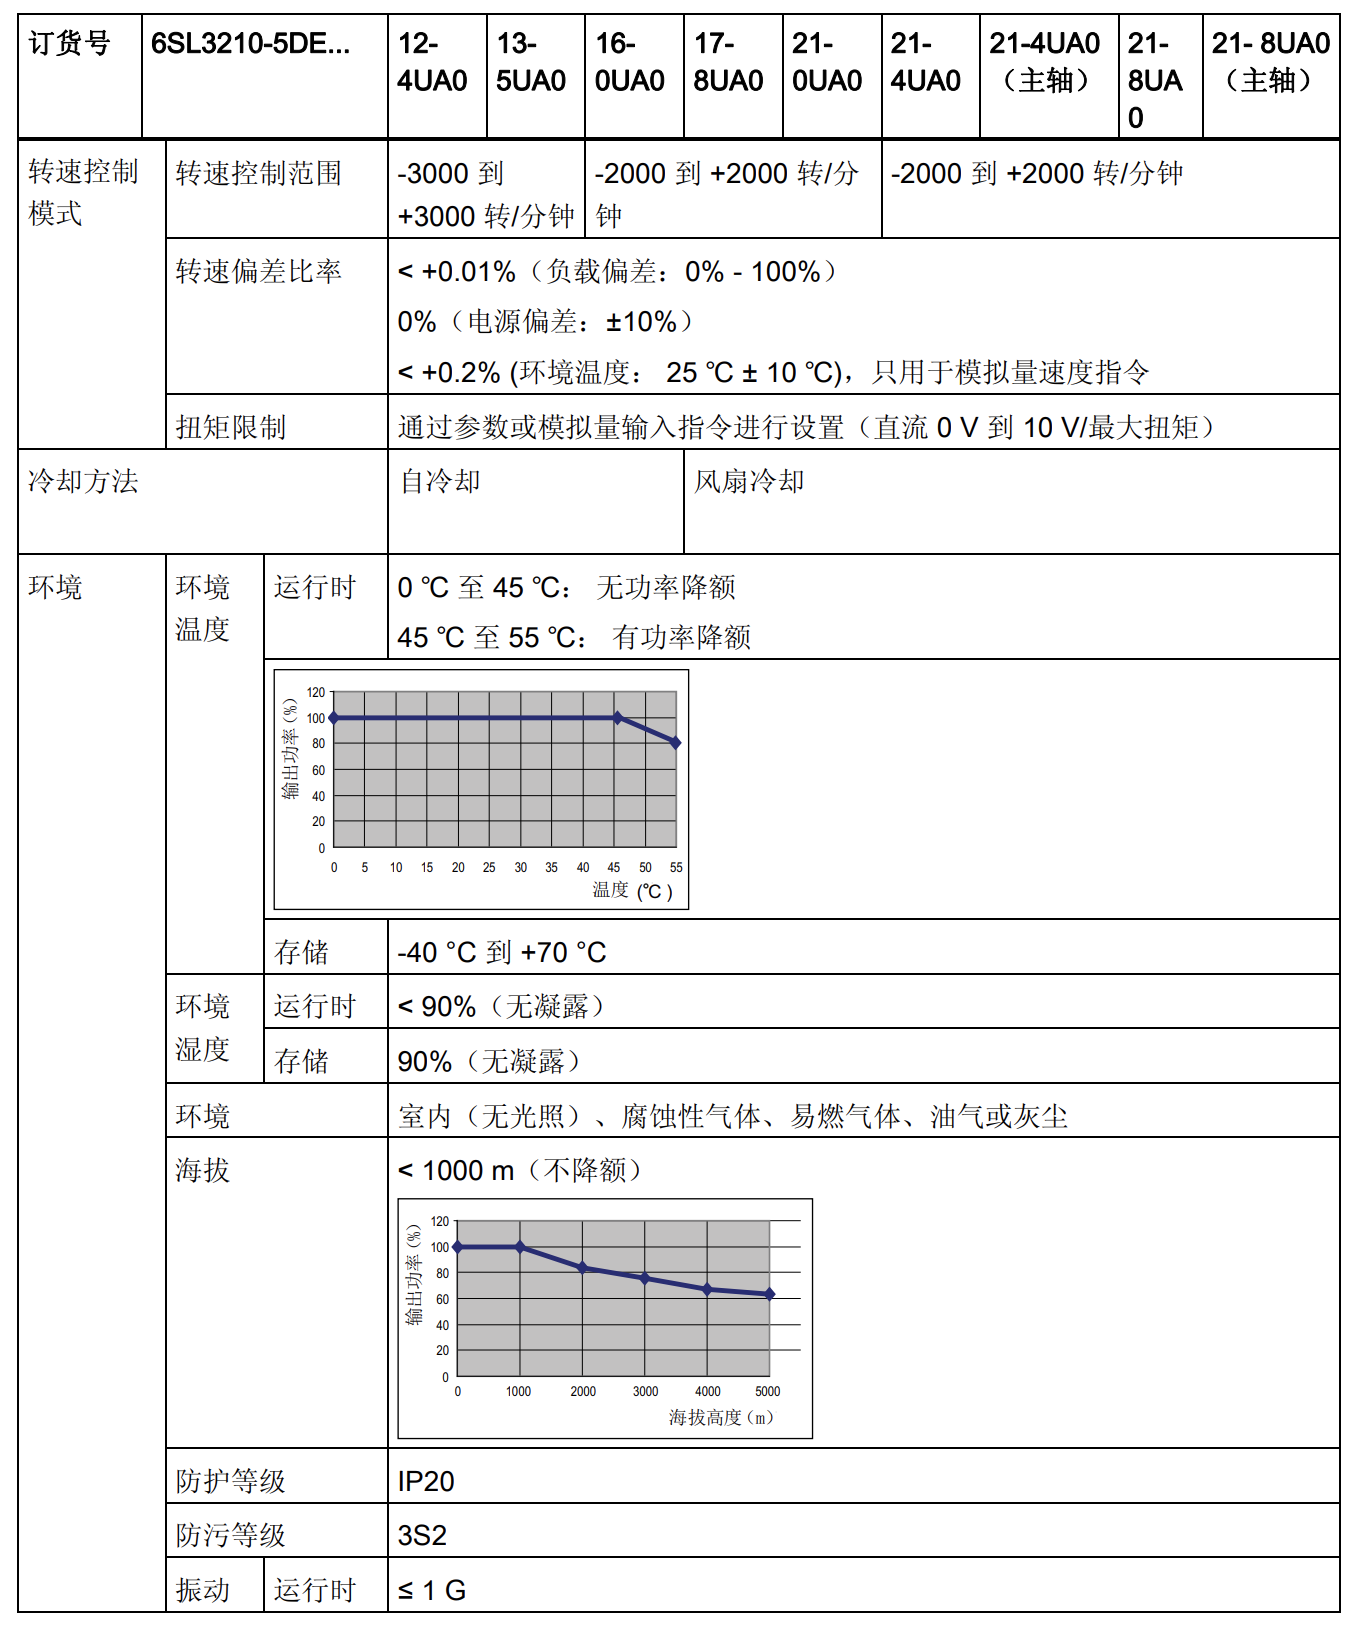 订货号 6SL3210-5DE... 12- 13- 16- 17- 21- 21- 21-4UA0 21- 21- 8UA0
4UA0 5UA0 0UA0 8UA0 0UA0 4UA0 （主轴） 8UA （主轴）
0
转速控制 转速控制范围 -3000 到 -2000 到 +2000 转/分 -2000 到 +2000 转/分钟
模式 +3000 转/分钟 钟
转速偏差比率 < +0.01%（负载偏差：0% - 100%）
0%（电源偏差：±10%）
< +0.2% (环境温度： 25 ℃ ± 10 ℃)，只用于模拟量速度指令
扭矩限制 通过参数或模拟量输入指令进行设置（直流 0 V 到 10 V/最大扭矩）
冷却方法 自冷却 风扇冷却
环境 环境 运行时 0 ℃ 至 45 ℃： 无功率降额
温度 45 ℃ 至 55 ℃： 有功率降额
输出功率(%)
120
100
80
60
40
20
0
0 5 10 15 20 25 30 35 40 45 50 55
温度 (℃ )
存储 -40 °C 到 +70 °C
环境 运行时 < 90%（无凝露）
湿度 存储 90%（无凝露）
环境 室内（无光照）、腐蚀性气体、易燃气体、油气或灰尘
海拔 < 1000 m（不降额）
输出功率(%)
120
100
80
60
40
20
0
0 1000 2000 3000 4000 5000
海拔高度(m)
防护等级 IP20
防污等级 3S2
振动 运行时 ≤ 1 G